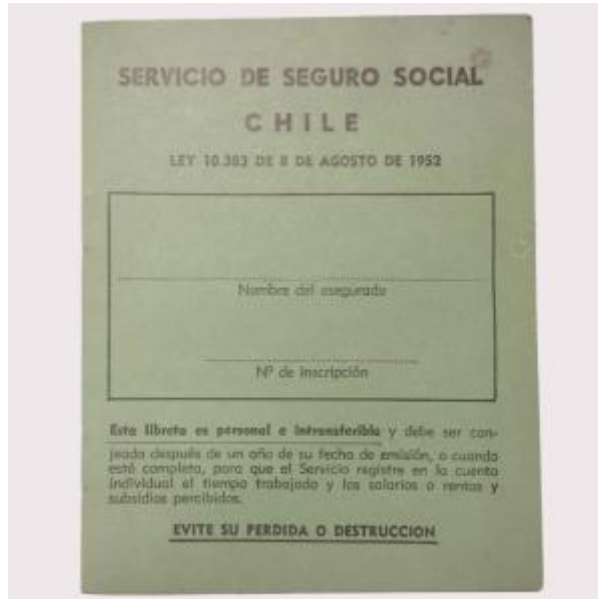 SERVICIO DE SEGURO SOCIAL
CHILE
LEY 10.383 DE 8 DE AGOSTO DE 1952
Nombre del asegurado
Nº de inscripción
Esta libreta es personal e intransferible y debe ser can-
jeada después de un año de su fecha de emisión, o cuando
esté completa, para que el Servicio registre en la cuenta
individual el tiempo trabajado y los salarios o rentas y
subsidios percibidos.
EVITE SU PERDIDA O DESTRUCCION